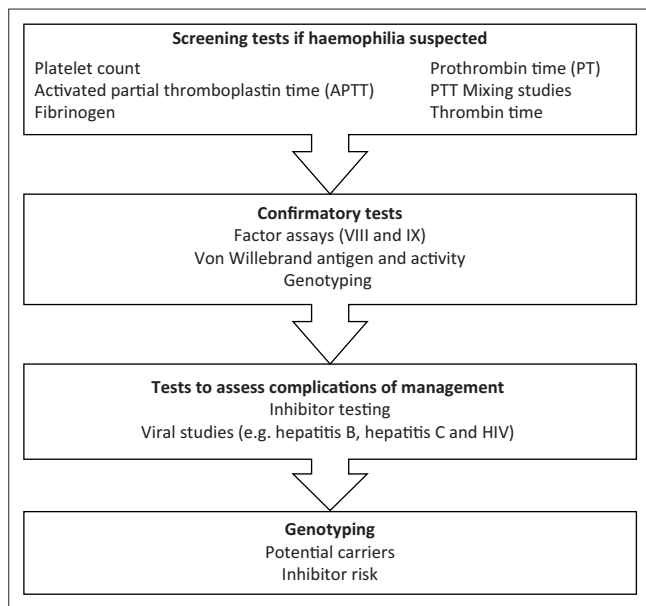 Screening tests if haemophilia suspected
Platelet count
Activated partial thromboplastin time (APTT)
Fibrinogen
Prothrombin time (PT)
PTT Mixing studies
Thrombin time
Confirmatory tests
Factor assays (VIII and IX)
Von Willebrand antigen and activity
Genotyping
Tests to assess complications of management
Inhibitor testing
Viral studies (e.g. hepatitis B, hepatitis C and HIV)
Genotyping
Potential carriers
Inhibitor risk